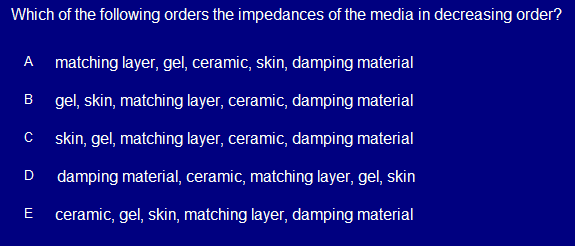 Which of the following orders the impedances of the media in decreasing order?
A matching layer, gel, ceramic, skin, damping material
B gel, skin, matching layer, ceramic, damping material
C skin, gel, matching layer, ceramic, damping material
D damping material, ceramic, matching layer, gel, skin
E ceramic, gel, skin, matching layer, damping material